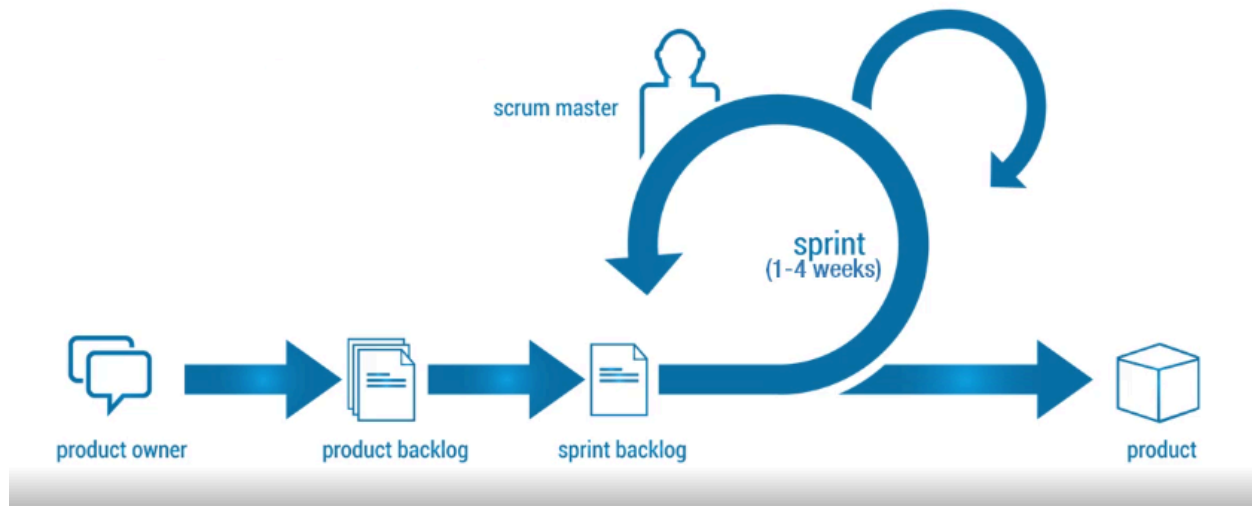 scrum master
sprint
(1-4 weeks)
product owner
product backlog
sprint backlog
product